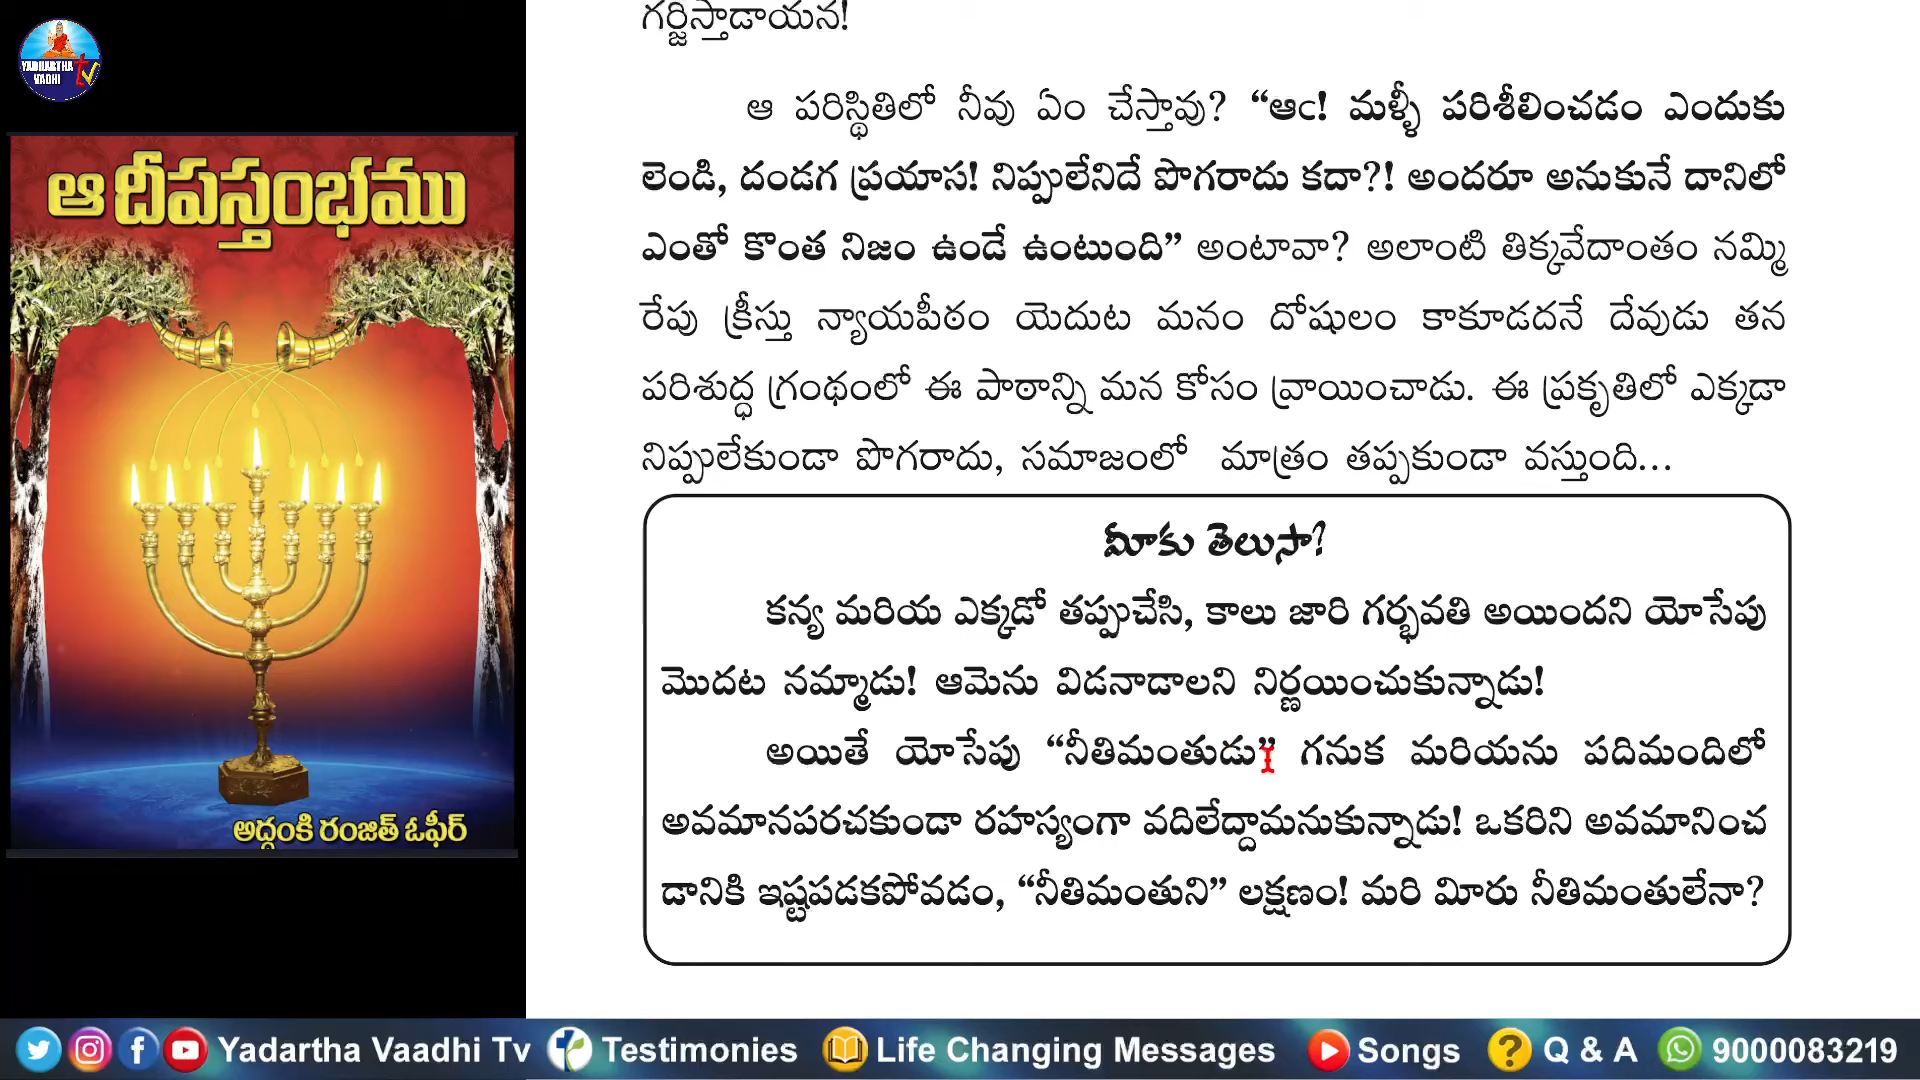 YADHARTHA
VADHI
tv
ఆ దీపస్తంభము
అద్దంకి రంజిత్ ఓఫీర్
గర్జిస్తాడాయన!
ఆ పరిస్థితిలో నీవు ఏం చేస్తావు? “ఆఁ! మళ్ళీ పరిశీలించడం ఎందుకు
లెండి, దండగ ప్రయాస! నిప్పులేనిదే పొగరాదు కదా?! అందరూ అనుకునే దానిలో
ఎంతో కొంత నిజం ఉండే ఉంటుంది” అంటావా? అలాంటి తిక్కవేదాంతం నమ్మి
రేపు క్రీస్తు న్యాయపీఠం యెదుట మనం దోషులం కాకూడదనే దేవుడు తన
పరిశుద్ధ గ్రంథంలో ఈ పాఠాన్ని మన కోసం వ్రాయించాడు. ఈ ప్రకృతిలో ఎక్కడా
నిప్పులేకుండా పొగరాదు, సమాజంలో మాత్రం తప్పకుండా వస్తుంది...
మీకు తెలుసా?
కన్య మరియ ఎక్కడో తప్పుచేసి, కాలు జారి గర్భవతి అయిందని యోసేపు
మొదట నమ్మాడు! ఆమెను విడనాడాలని నిర్ణయించుకున్నాడు!
అయితే యోసేపు “నీతిమంతుడు” గనుక మరియను పదిమందిలో
అవమానపరచకుండా రహస్యంగా వదిలేద్దామనుకున్నాడు! ఒకరిని అవమానించ
డానికి ఇష్టపడకపోవడం, “నీతిమంతుని” లక్షణం! మరి మీరు నీతిమంతులేనా?
Yadartha Vaadhi Tv Testimonies Life Changing Messages Songs Q & A 9000083219